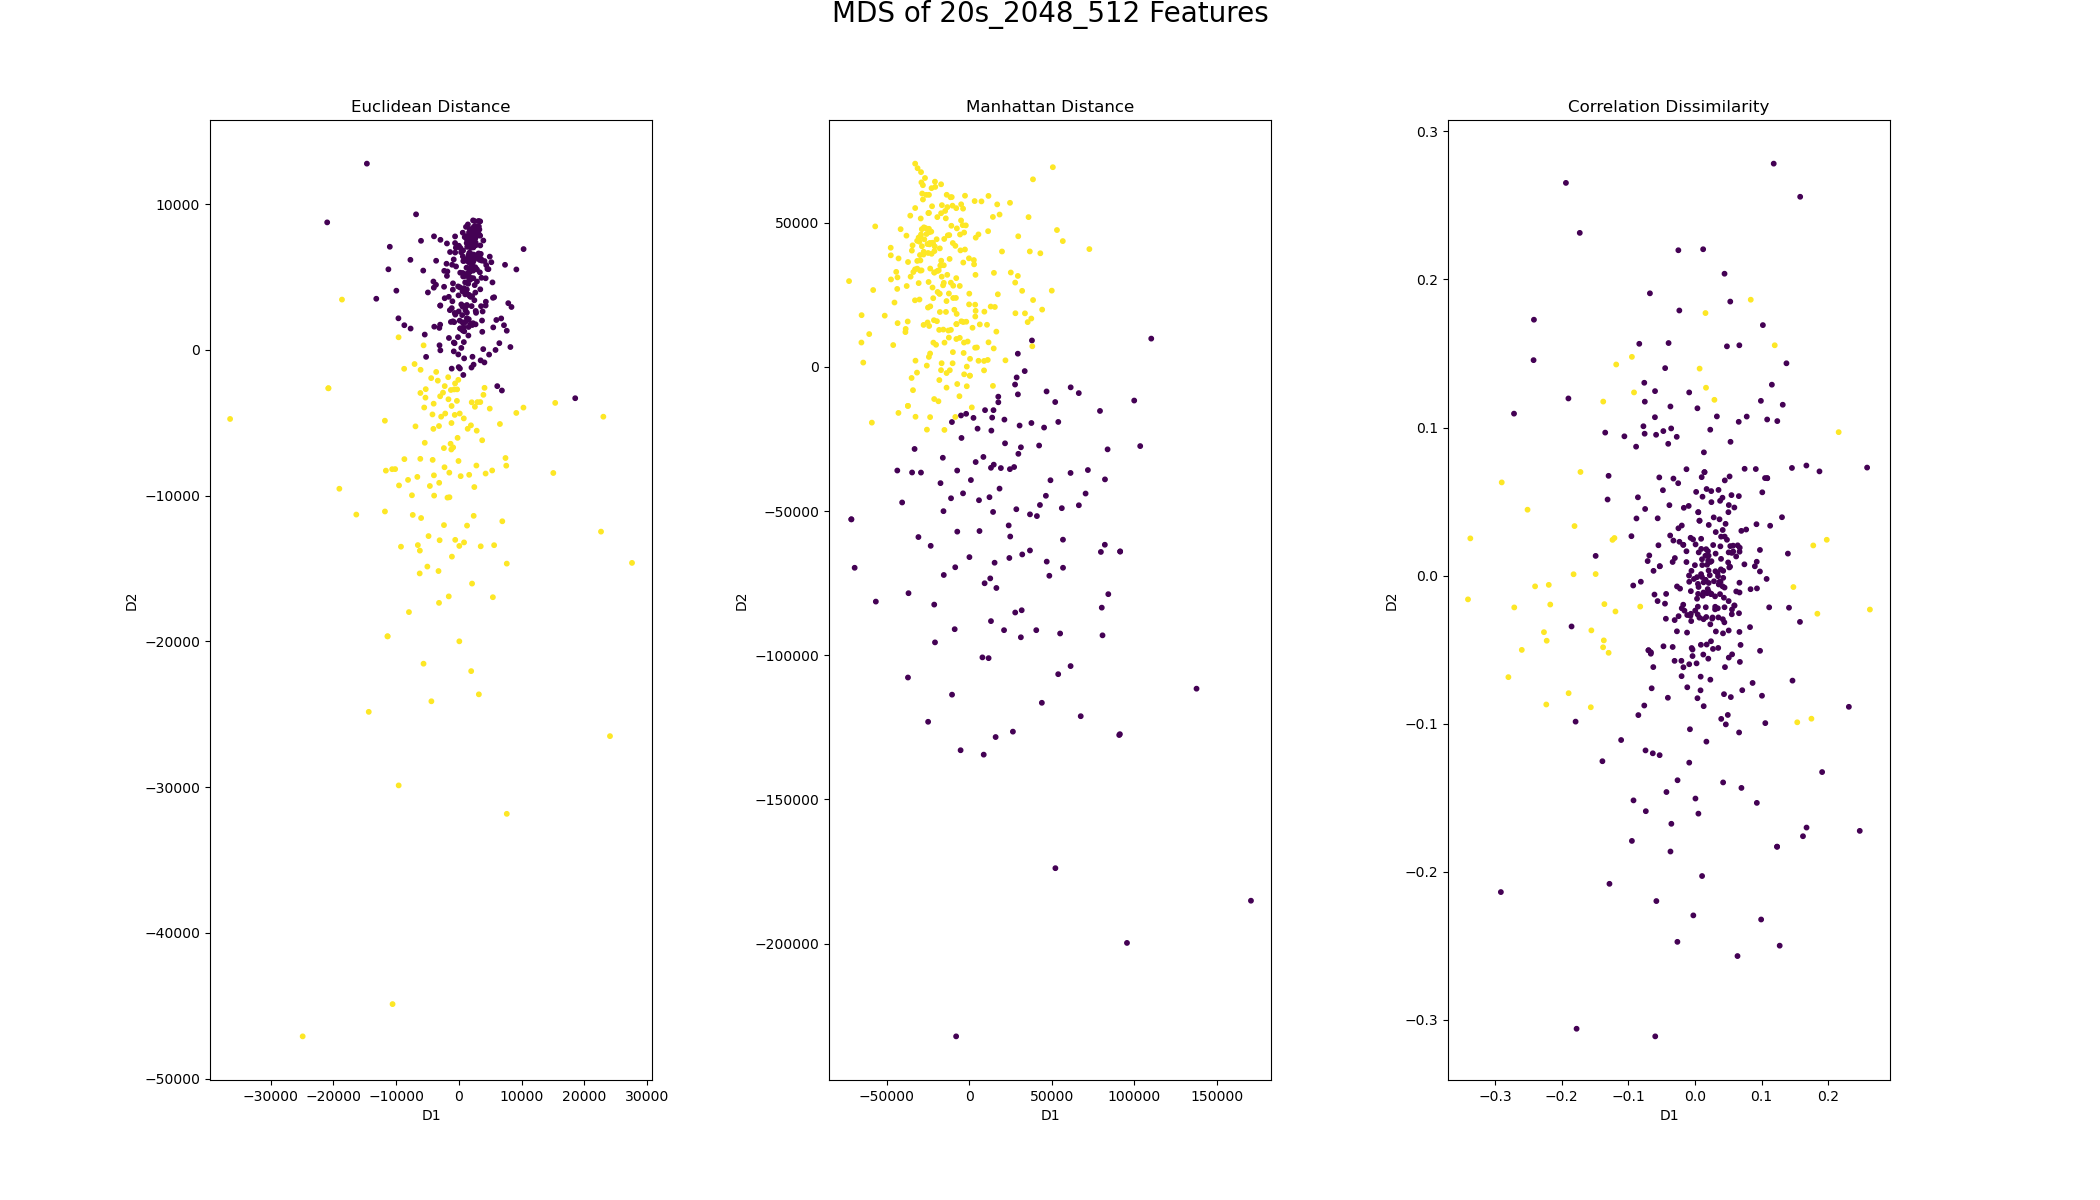 MDS of 20s_2048_512 Features
Euclidean Distance
Manhattan Distance
Correlation Dissimilarity
10000
0
−10000
−20000
−30000
−40000
−50000
D2
−30000 −20000 −10000 0 10000 20000 30000
D1
50000
0
−50000
−100000
−150000
−200000
D2
−50000 0 50000 100000 150000
D1
0.3
0.2
0.1
0.0
−0.1
−0.2
−0.3
D2
−0.3 −0.2 −0.1 0.0 0.1 0.2
D1